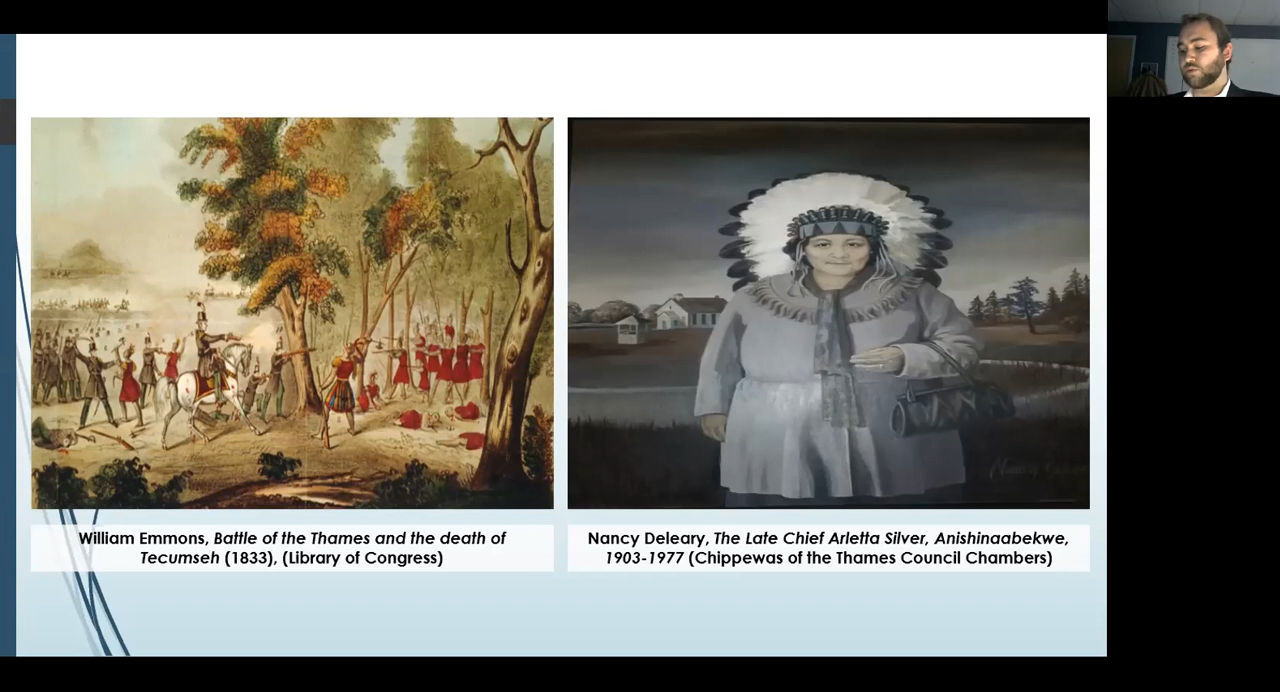 William Emmons, Battle of the Thames and the death of
Tecumseh (1833), (Library of Congress)
Nancy Deleary, The Late Chief Arletta Silver, Anishinaabekwe,
1903-1977 (Chippewas of the Thames Council Chambers)